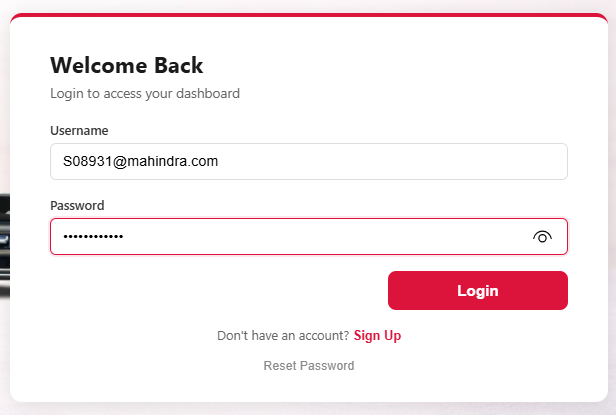 Welcome Back
Login to access your dashboard
Username
S08931@mahindra.com
Password
••••••••••••
Login
Don't have an account? Sign Up
Reset Password